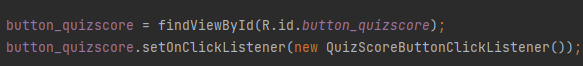 button_quizscore = findViewById(R.id.button_quizscore);
button_quizscore.setOnClickListener(new QuizScoreButtonClickListener());